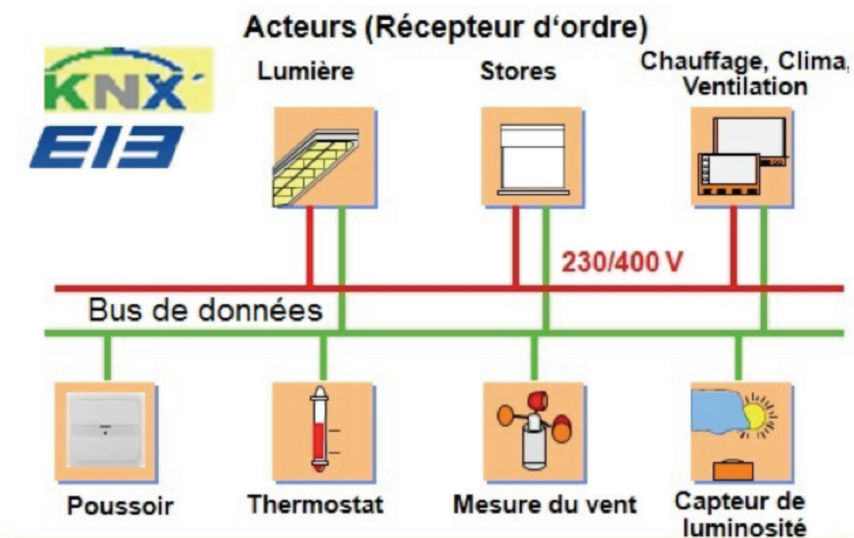 Acteurs (Récepteur d‘ordre)
KNX
EIB
Lumière
Stores
Chauffage, Clima,
Ventilation
230/400 V
Bus de données
Poussoir
Thermostat
Mesure du vent
Capteur de
luminosité